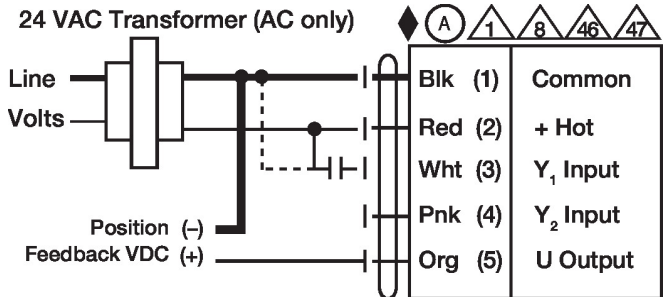 24 VAC Transformer (AC only)
A 1 8 46 47
Line
Volts
Blk (1) Common
Red (2) + Hot
Wht (3) Y1 Input
Pnk (4) Y2 Input
Org (5) U Output
Position (–)
Feedback VDC (+)